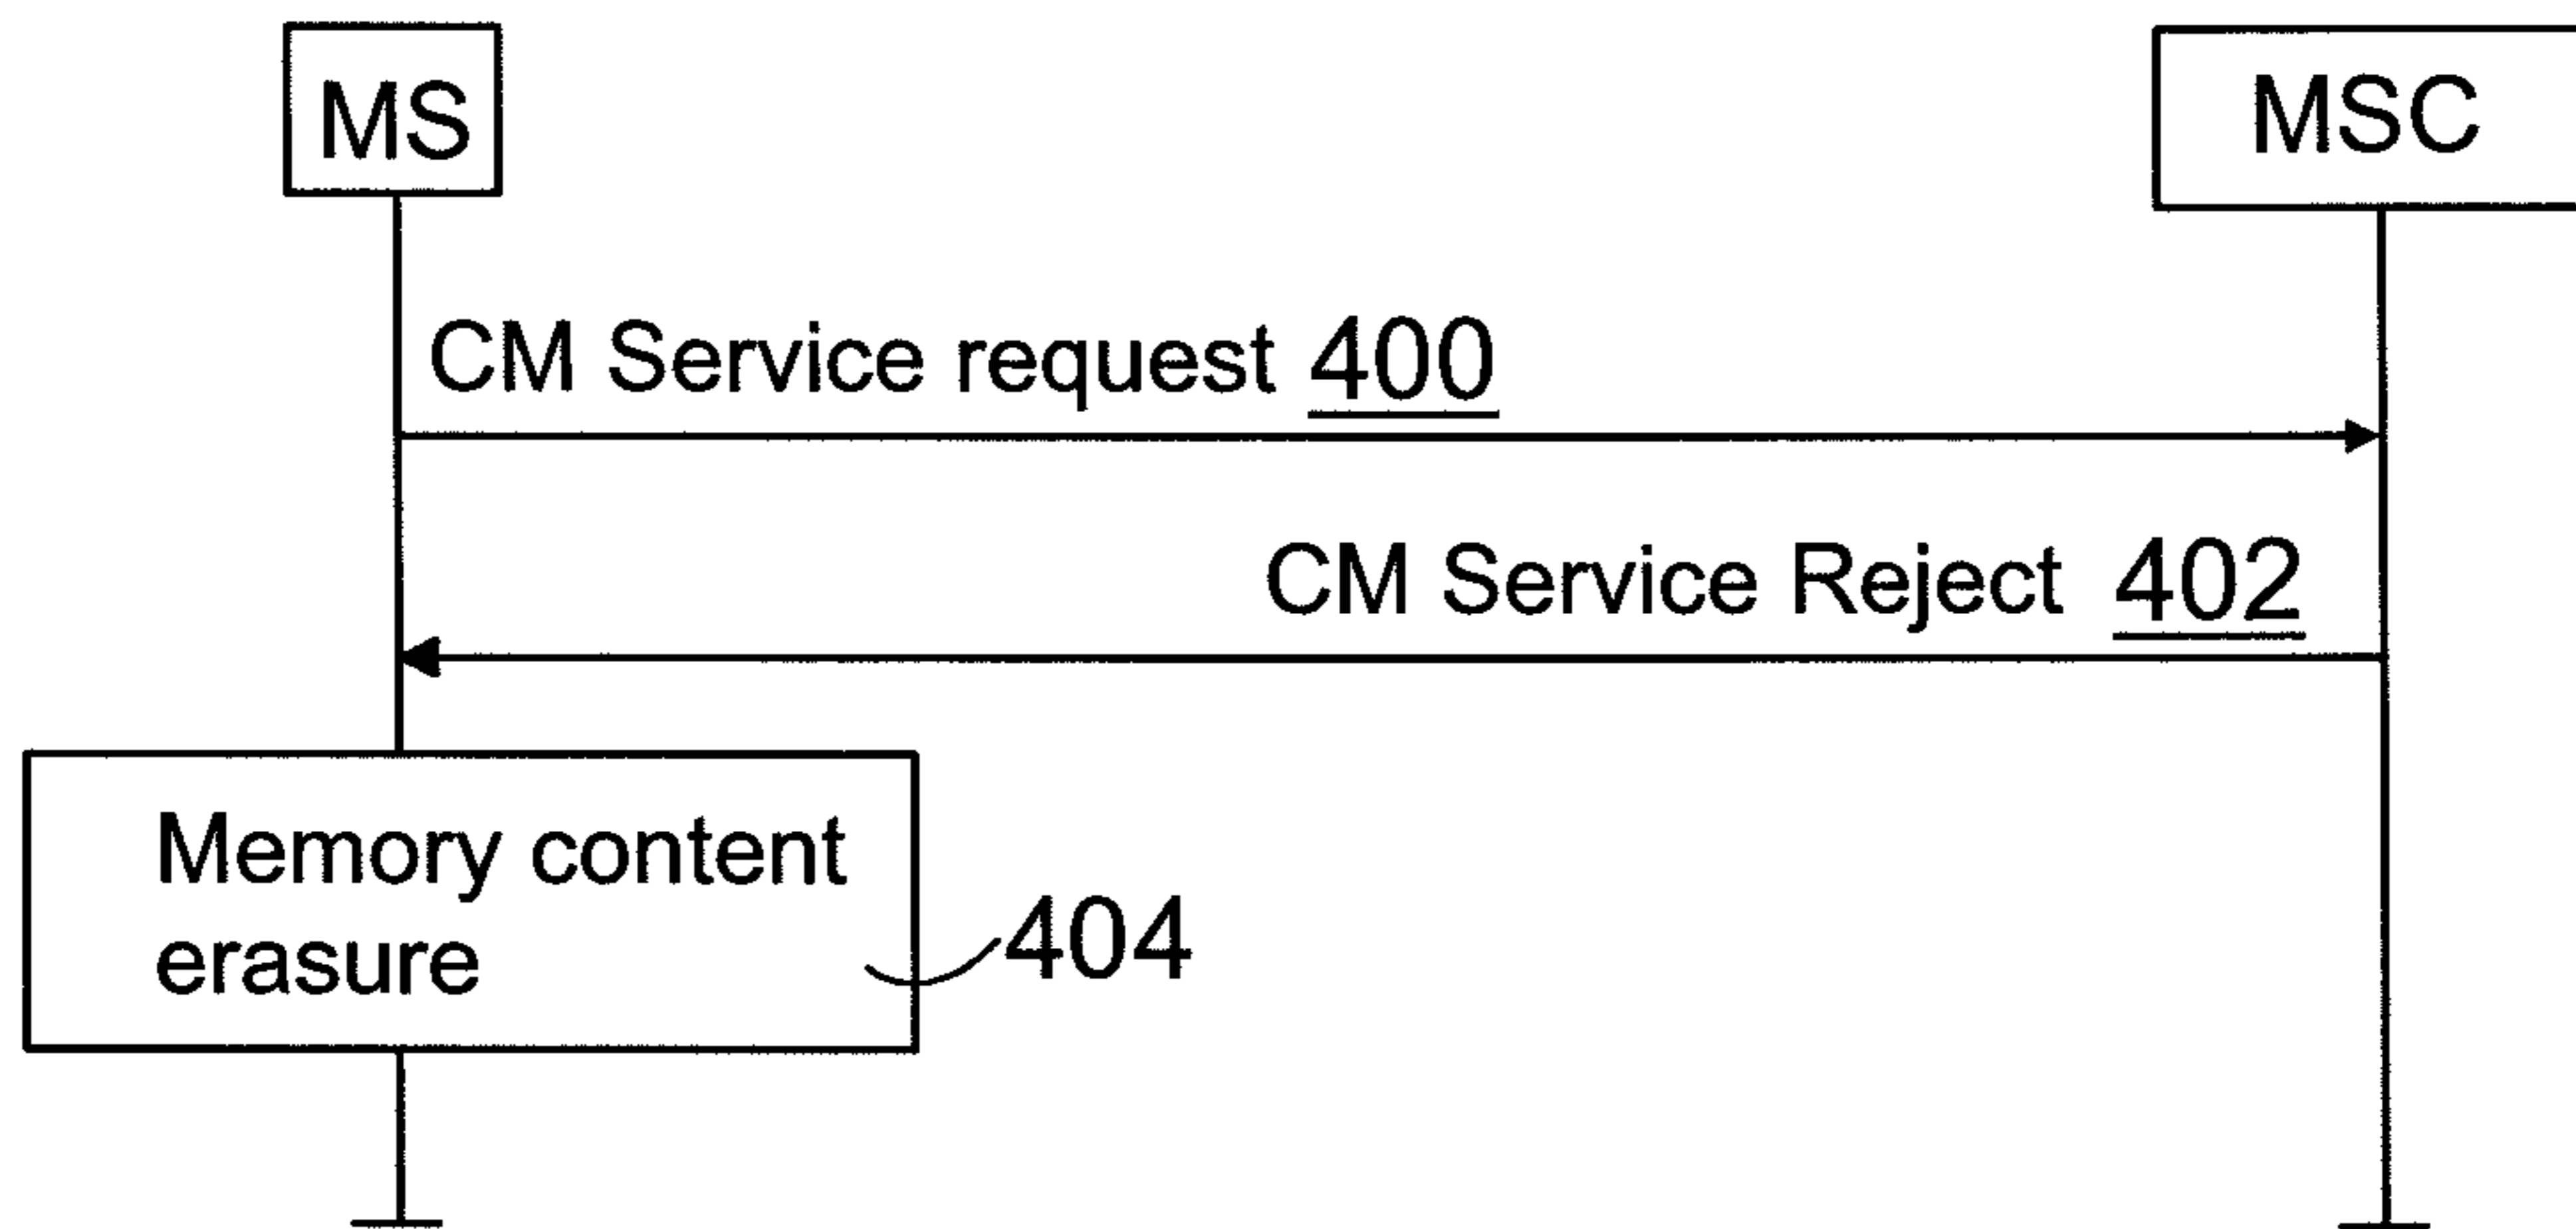 MS
MSC
CM Service request 400
CM Service Reject 402
Memory content
erasure
404